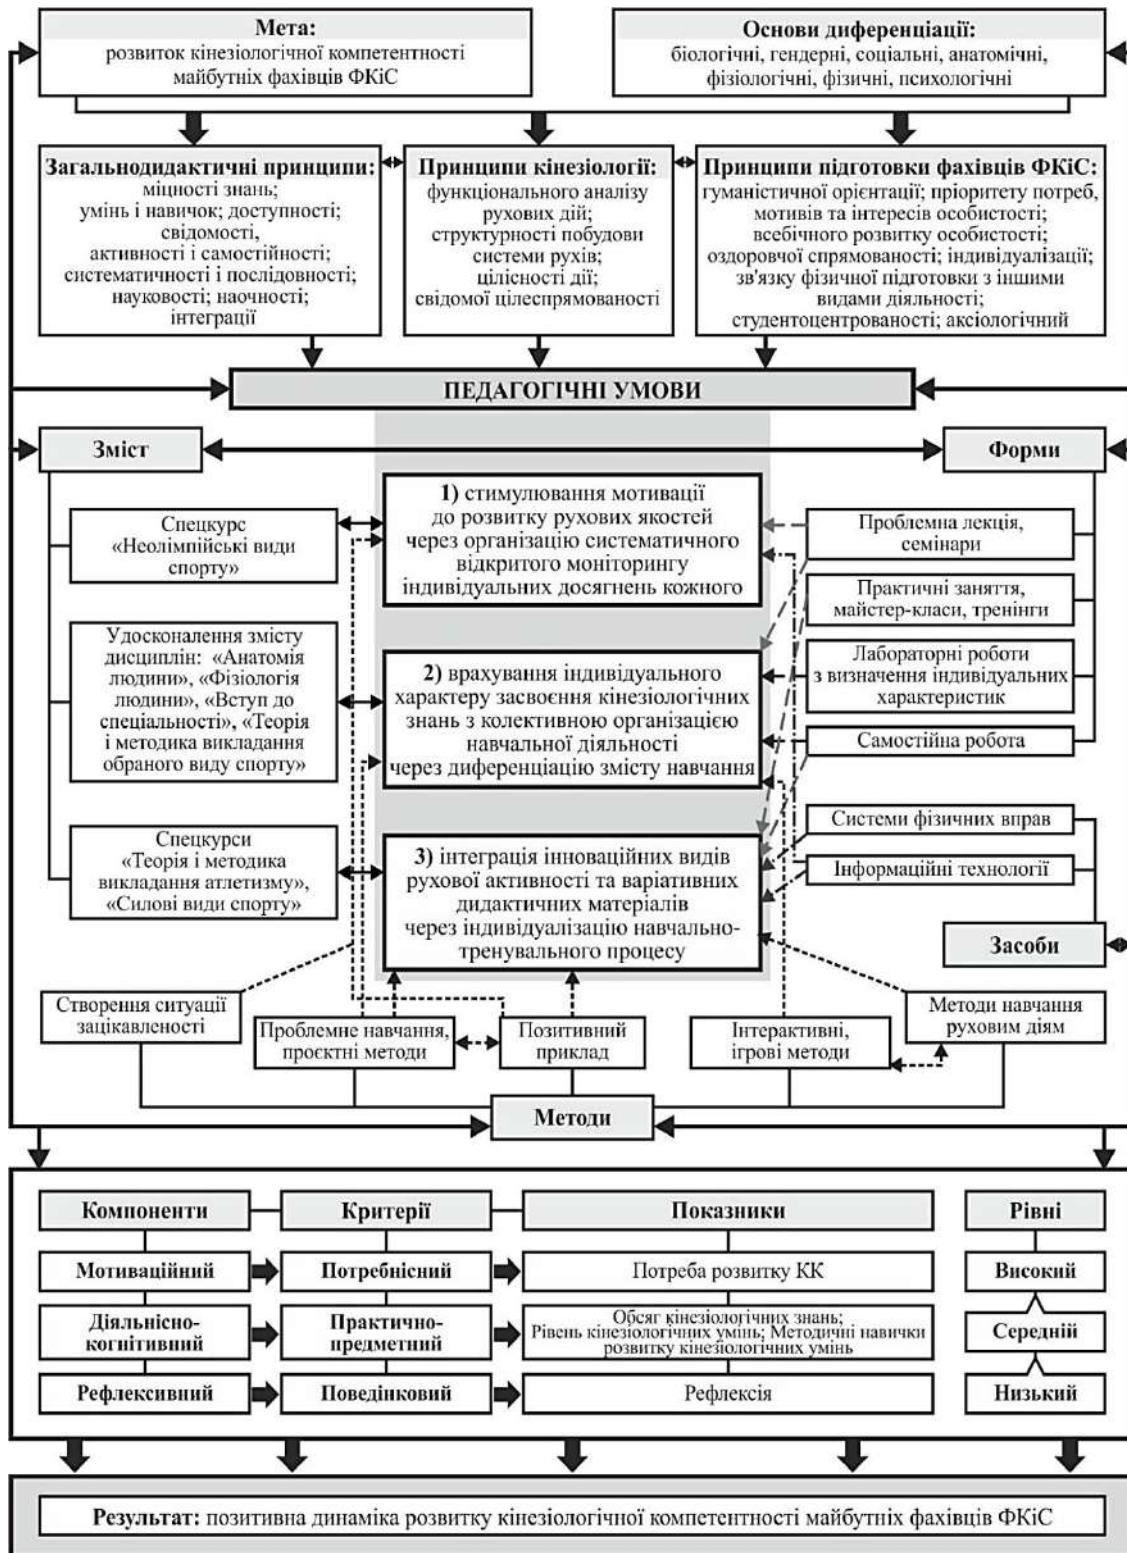 Мета:
розвиток кінезіологічної компетентності
майбутніх фахівців ФКіС
Основи диференціації:
біологічні, гендерні, соціальні, анатомічні,
фізіологічні, фізичні, психологічні
Загальнодидактичні принципи:
міцності знань;
умінь і навичок; доступності;
свідомості,
активності і самостійності;
систематичності і послідовності;
науковості; наочності;
інтеграції
Принципи кінезіології:
функціонального аналізу
рухових дій;
структурності побудови
системи рухів;
цілісності дії;
свідомої цілеспрямованості
Принципи підготовки фахівців ФКіС:
гуманістичної орієнтації; пріоритету потреб,
мотивів та інтересів особистості;
всебічного розвитку особистості;
оздоровчої спрямованості; індивідуалізації;
зв'язку фізичної підготовки з іншими
видами діяльності;
студентоцентрованості; аксіологічний
ПЕДАГОГІЧНІ УМОВИ
Зміст
Форми
Спецкурс
«Неолімпійські види
спорту»
Удосконалення змісту
дисциплін: «Анатомія
людини», «Фізіологія
людини», «Вступ до
спеціальності», «Теорія
і методика викладання
обраного виду спорту»
Спецкурси
«Теорія і методика
викладання атлетизму»,
«Силові види спорту»
1) стимулювання мотивації
до розвитку рухових якостей
через організацію систематичного
відкритого моніторингу
індивідуальних досягнень кожного
2) врахування індивідуального
характеру засвоєння кінезіологічних
знань з колективною організацією
навчальної діяльності
через диференціацію змісту навчання
3) інтеграція інноваційних видів
рухової активності та варіативних
дидактичних матеріалів
через індивідуалізацію навчально-
тренувального процесу
Проблемна лекція,
семінари
Практичні заняття,
майстер-класи, тренінги
Лабораторні роботи
з визначення індивідуальних
характеристик
Самостійна робота
Системи фізичних вправ
Інформаційні технології
Засоби
Створення ситуації
зацікавленості
Проблемне навчання,
проєктні методи
Позитивний
приклад
Інтерактивні,
ігрові методи
Методи навчання
руховим діям
Методи
Компоненти
Критерії
Показники
Рівні
Мотиваційний
Потребнісний
Потреба розвитку КК
Високий
Діяльнісно-
когнітивний
Практично-
предметний
Обсяг кінезіологічних знань;
Рівень кінезіологічних умінь; Методичні навички
розвитку кінезіологічних умінь
Середній
Рефлексивний
Поведінковий
Рефлексія
Низький
Результат: позитивна динаміка розвитку кінезіологічної компетентності майбутніх фахівців ФКіС